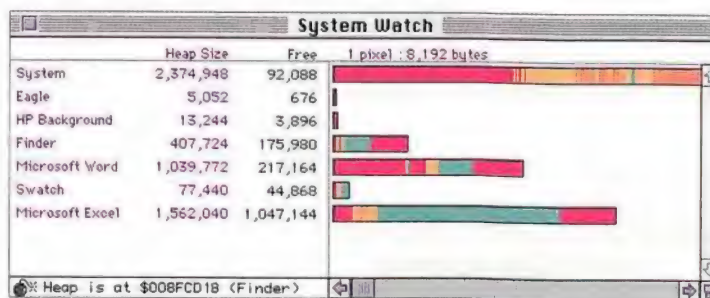 System Watch
Heap Size Free 1 pixel : 8,192 bytes
System 2,374,948 92,088
Eagle 5,052 676
HP Background 13,244 3,896
Finder 407,724 175,980
Microsoft Word 1,039,772 217,164
Swatch 77,440 44,868
Microsoft Excel 1,562,040 1,047,144
Heap is at $008FCD18 (Finder)